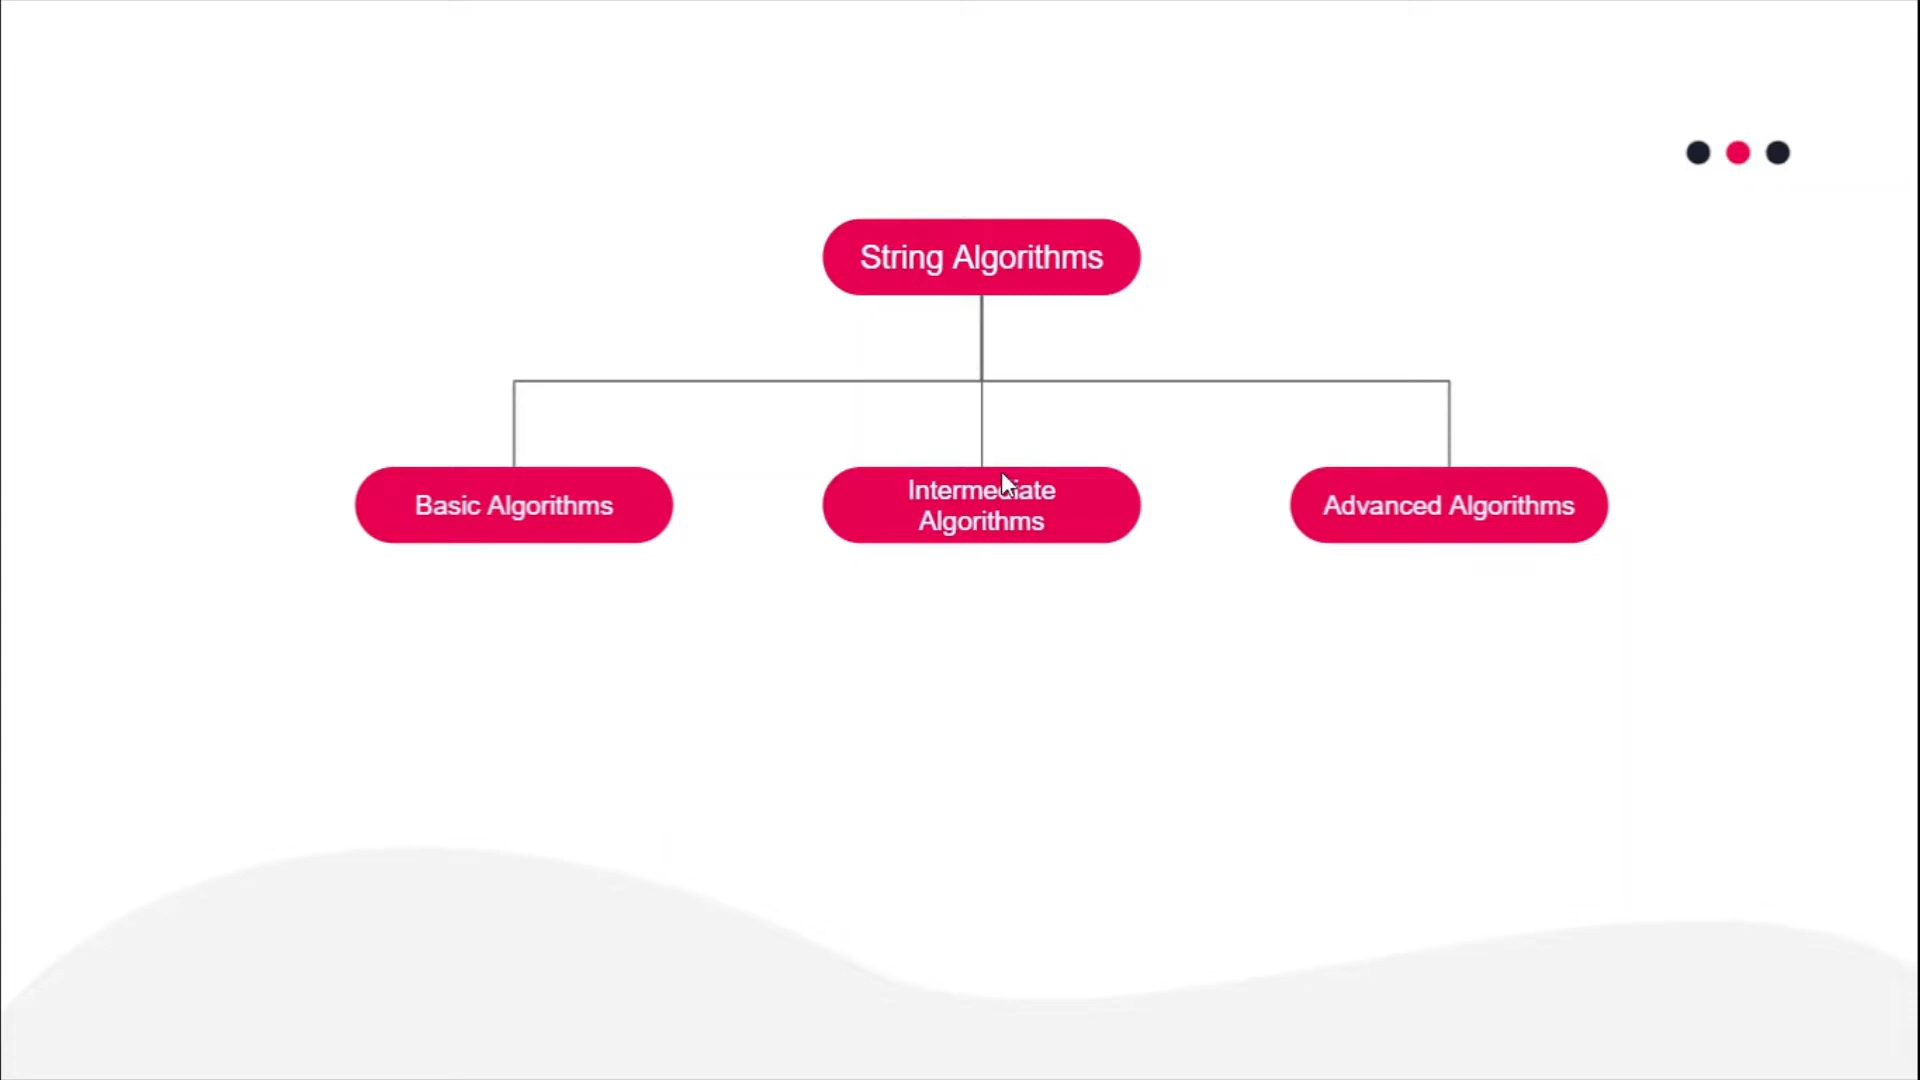 String Algorithms
Basic Algorithms
Intermediate
Algorithms
Advanced Algorithms